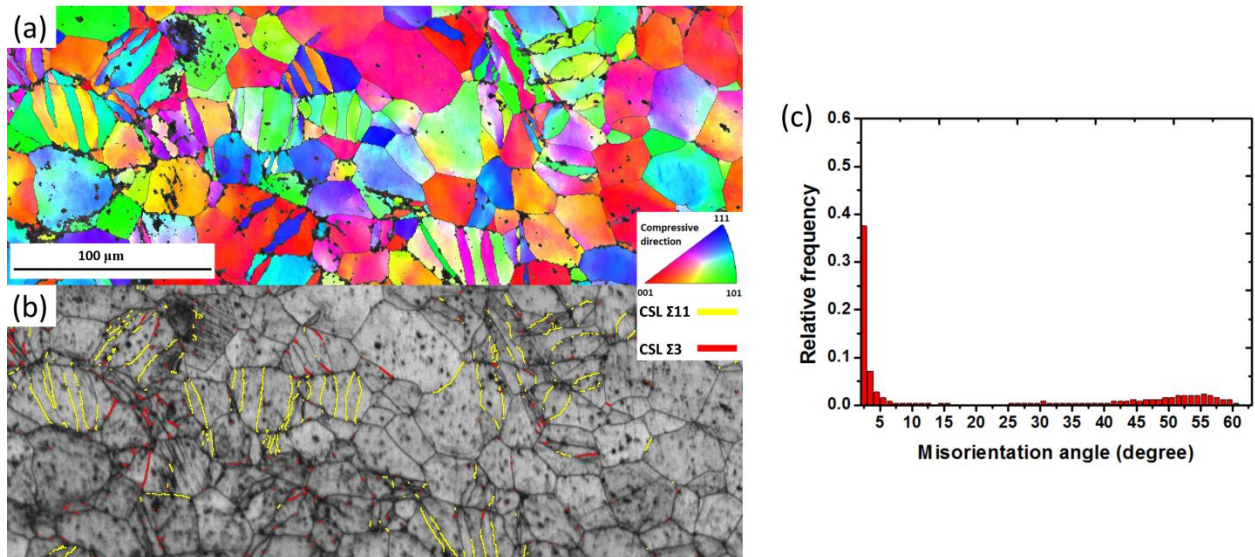 (a)
100 μm
Compressive
direction
111
001
101
(b)
CSL Σ11
CSL Σ3
(c)
Relative frequency
0.6
0.5
0.4
0.3
0.2
0.1
0.0
5 10 15 20 25 30 35 40 45 50 55 60
Misorientation angle (degree)